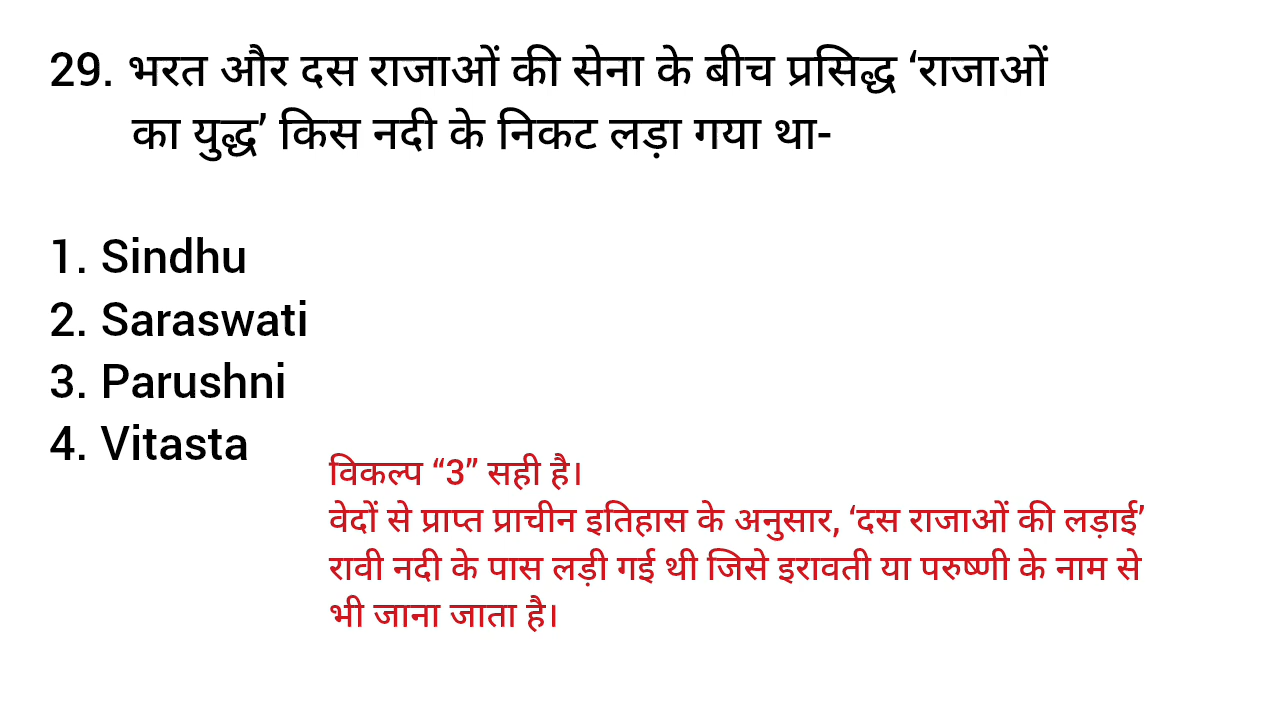 29. भरत और दस राजाओं की सेना के बीच प्रसिद्ध ‘राजाओं
का युद्ध’ किस नदी के निकट लड़ा गया था-
1. Sindhu
2. Saraswati
3. Parushni
4. Vitasta
विकल्प “3” सही है।
वेदों से प्राप्त प्राचीन इतिहास के अनुसार, ‘दस राजाओं की लड़ाई’
रावी नदी के पास लड़ी गई थी जिसे इरावती या परुष्णी के नाम से
भी जाना जाता है।